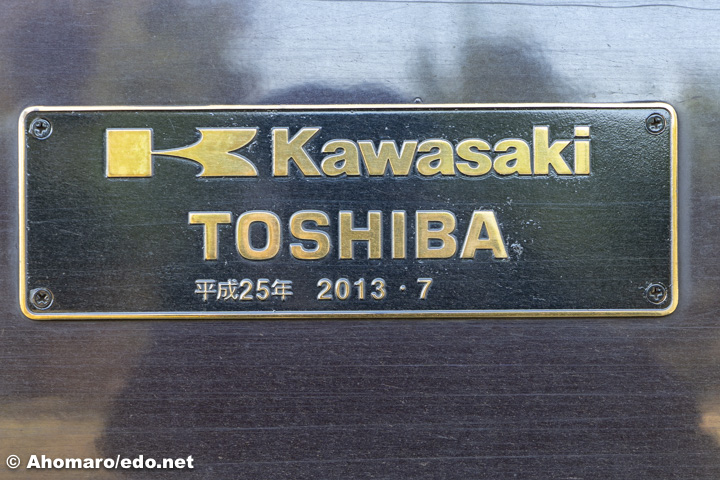 Kawasaki
TOSHIBA
平成25年 2013・7
© Ahomaro/edo.net